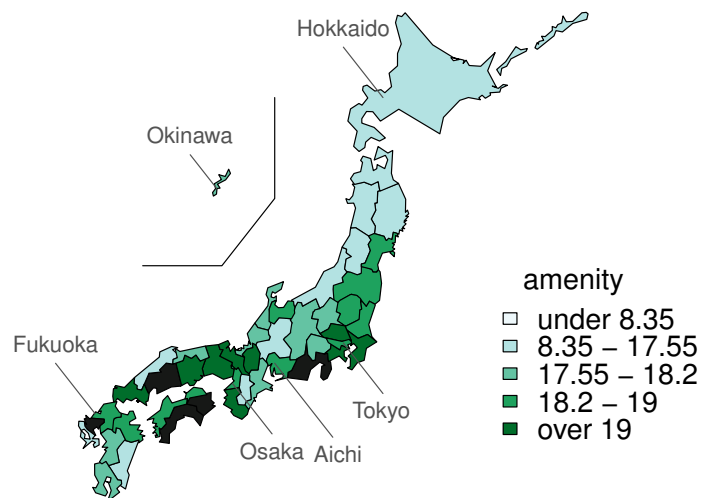 Hokkaido
Okinawa
amenity
under 8.35
8.35 − 17.55
17.55 − 18.2
18.2 − 19
over 19
Fukuoka
Tokyo
Osaka
Aichi